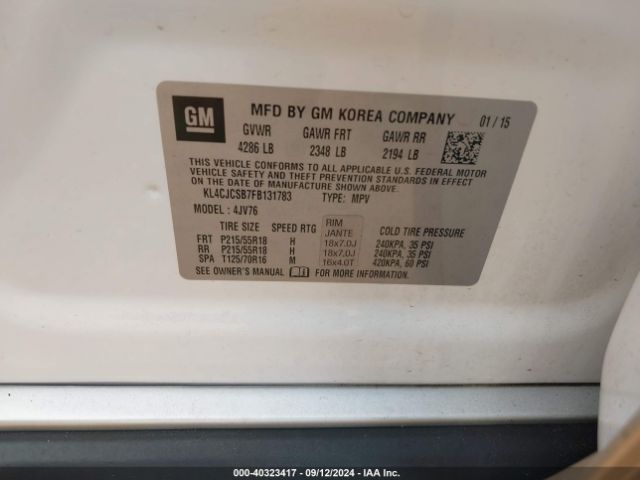 GM
MFD BY GM KOREA COMPANY 01 / 15
GVWR GAWR FRT GAWR RR
4286 LB 2348 LB 2194 LB
THIS VEHICLE CONFORMS TO ALL APPLICABLE U.S. FEDERAL MOTOR
VEHICLE SAFETY AND THEFT PREVENTION STANDARDS IN EFFECT ON
THE DATE OF MANUFACTURE SHOWN ABOVE.
KL4CJCSB7FB131783 TYPE: MPV
MODEL : 4JV76
TIRE SIZE SPEED RTG RIM JANTE COLD TIRE PRESSURE
FRT P215/55R18 H 18x7.0J 240KPA, 35 PSI
RR P215/55R18 H 18x7.0J 240KPA, 35 PSI
SPA T125/70R16 M 16x4.0T 420KPA, 60 PSI
SEE OWNER'S MANUAL FOR MORE INFORMATION.
000-40323417 - 09/12/2024 - IAA Inc.